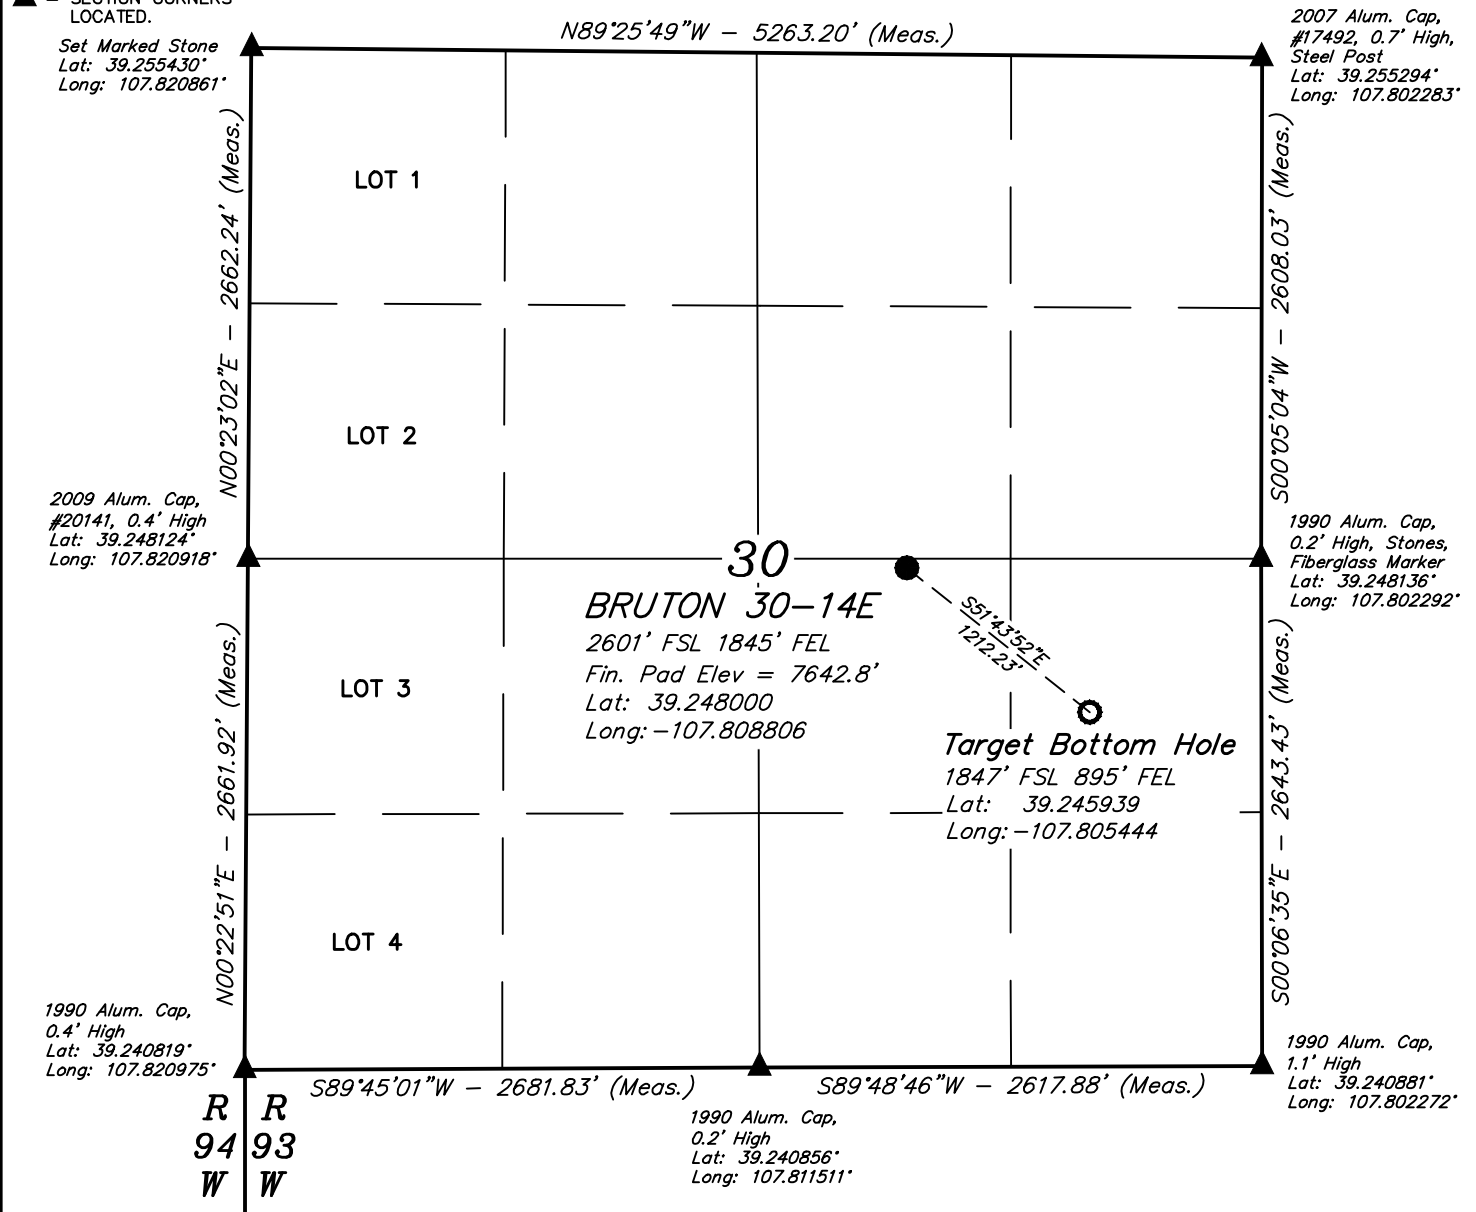 ▲ = SECTION CORNERS
LOCATED.
Set Marked Stone
Lat: 39.255430°
Long: 107.820861°
N89°25'49"W - 5263.20' (Meas.)
2007 Alum. Cap,
#17492, 0.7' High,
Steel Post
Lat: 39.255294°
Long: 107.802283°
N00°23'02"E - 2662.24' (Meas.)
S00°05'04"W - 2608.03' (Meas.)
LOT 1
LOT 2
2009 Alum. Cap,
#20141, 0.4' High
Lat: 39.248124°
Long: 107.820918°
30
1990 Alum. Cap,
0.2' High, Stones,
Fiberglass Marker
Lat: 39.248136°
Long: 107.802292°
BRUTON 30-14E
2601' FSL 1845' FEL
Fin. Pad Elev = 7642.8'
Lat: 39.248000
Long: -107.808806
S51°43'52"E
1212.23'
LOT 3
Target Bottom Hole
1847' FSL 895' FEL
Lat: 39.245939
Long: -107.805444
N00°22'51"E - 2661.92' (Meas.)
S00°06'35"E - 2643.43' (Meas.)
LOT 4
1990 Alum. Cap,
0.4' High
Lat: 39.240819°
Long: 107.820975°
S89°45'01"W - 2681.83' (Meas.)
S89°48'46"W - 2617.88' (Meas.)
1990 Alum. Cap,
1.1' High
Lat: 39.240881°
Long: 107.802272°
1990 Alum. Cap,
0.2' High
Lat: 39.240856°
Long: 107.811511°
R R
94 93
W W